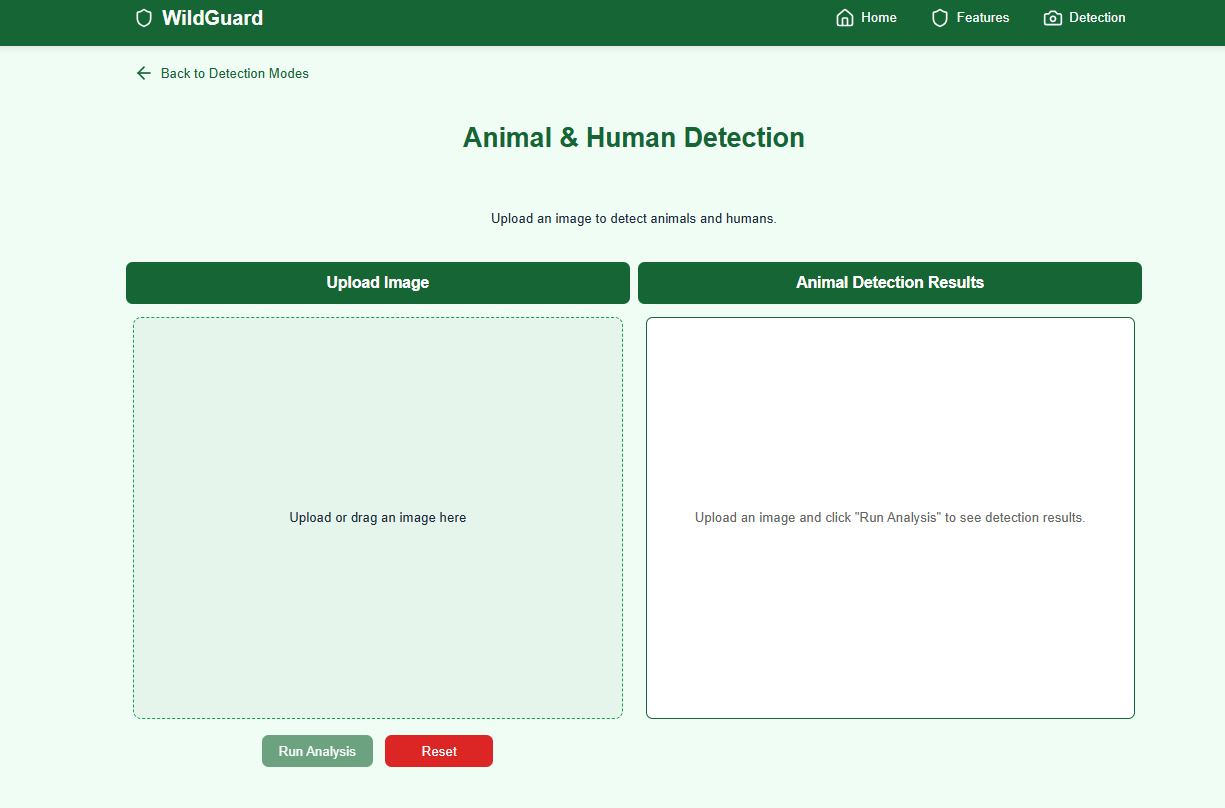 WildGuard
Home
Features
Detection
Back to Detection Modes
Animal & Human Detection
Upload an image to detect animals and humans.
Upload Image
Animal Detection Results
Upload or drag an image here
Upload an image and click "Run Analysis" to see detection results.
Run Analysis
Reset